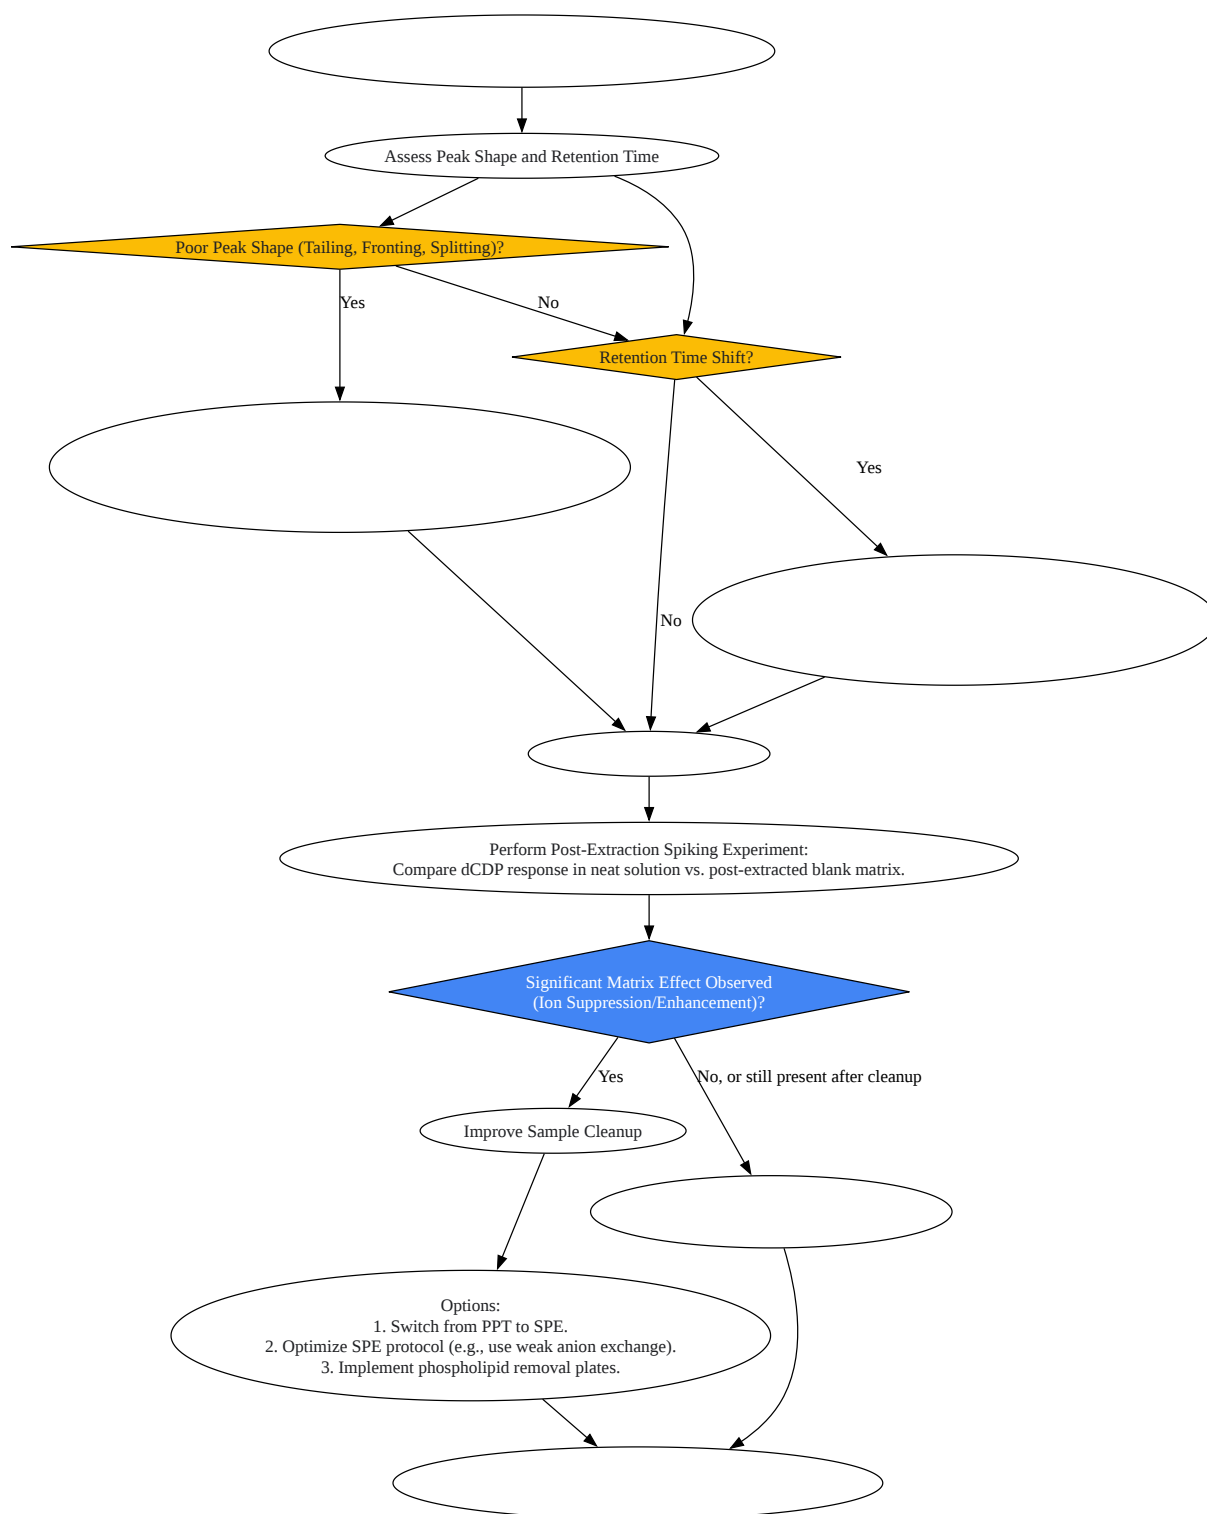 Assess Peak Shape and Retention Time
Poor Peak Shape (Tailing, Fronting, Splitting)?
Yes
No
Retention Time Shift?
Yes
No
Perform Post-Extraction Spiking Experiment:
Compare dCDP response in neat solution vs. post-extracted blank matrix.
Significant Matrix Effect Observed
(Ion Suppression/Enhancement)?
Yes
No, or still present after cleanup
Improve Sample Cleanup
Options:
1. Switch from PPT to SPE.
2. Optimize SPE protocol (e.g., use weak anion exchange).
3. Implement phospholipid removal plates.